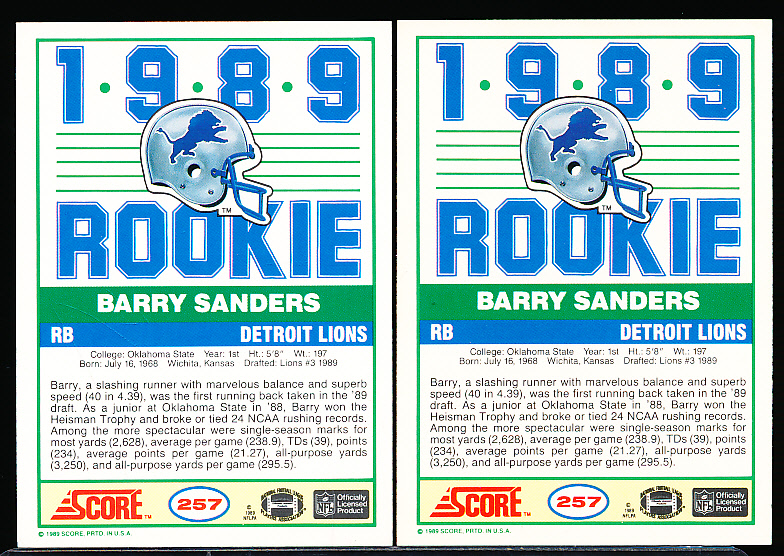 1·9·8·9
TM
ROOKIE
BARRY SANDERS
RB DETROIT LIONS
College: Oklahoma State Year: 1st Ht.: 5'8" Wt.: 197
Born: July 16, 1968 Wichita, Kansas Drafted: Lions #3 1989
Barry, a slashing runner with marvelous balance and superb
speed (40 in 4.39), was the first running back taken in the '89
draft. As a junior at Oklahoma State in '88, Barry won the
Heisman Trophy and broke or tied 24 NCAA rushing records.
Among the more spectacular were single-season marks for
most yards (2,628), average per game (238.9), TDs (39), points
(234), average points per game (21.27), all-purpose yards
(3,250), and all-purpose yards per game (295.5).
SCORE TM
257
© 1989 NFLPA
NFL
Officially
Licensed
Product
© 1989 SCORE, PRTD. IN U.S.A.
1·9·8·9
TM
ROOKIE
BARRY SANDERS
RB DETROIT LIONS
College: Oklahoma State Year: 1st Ht.: 5'8" Wt.: 197
Born: July 16, 1968 Wichita, Kansas Drafted: Lions #3 1989
Barry, a slashing runner with marvelous balance and superb
speed (40 in 4.39), was the first running back taken in the '89
draft. As a junior at Oklahoma State in '88, Barry won the
Heisman Trophy and broke or tied 24 NCAA rushing records.
Among the more spectacular were single-season marks for
most yards (2,628), average per game (238.9), TDs (39), points
(234), average points per game (21.27), all-purpose yards
(3,250), and all-purpose yards per game (295.5).
SCORE TM
257
© 1989 NFLPA
NFL
Officially
Licensed
Product
© 1989 SCORE, PRTD. IN U.S.A.